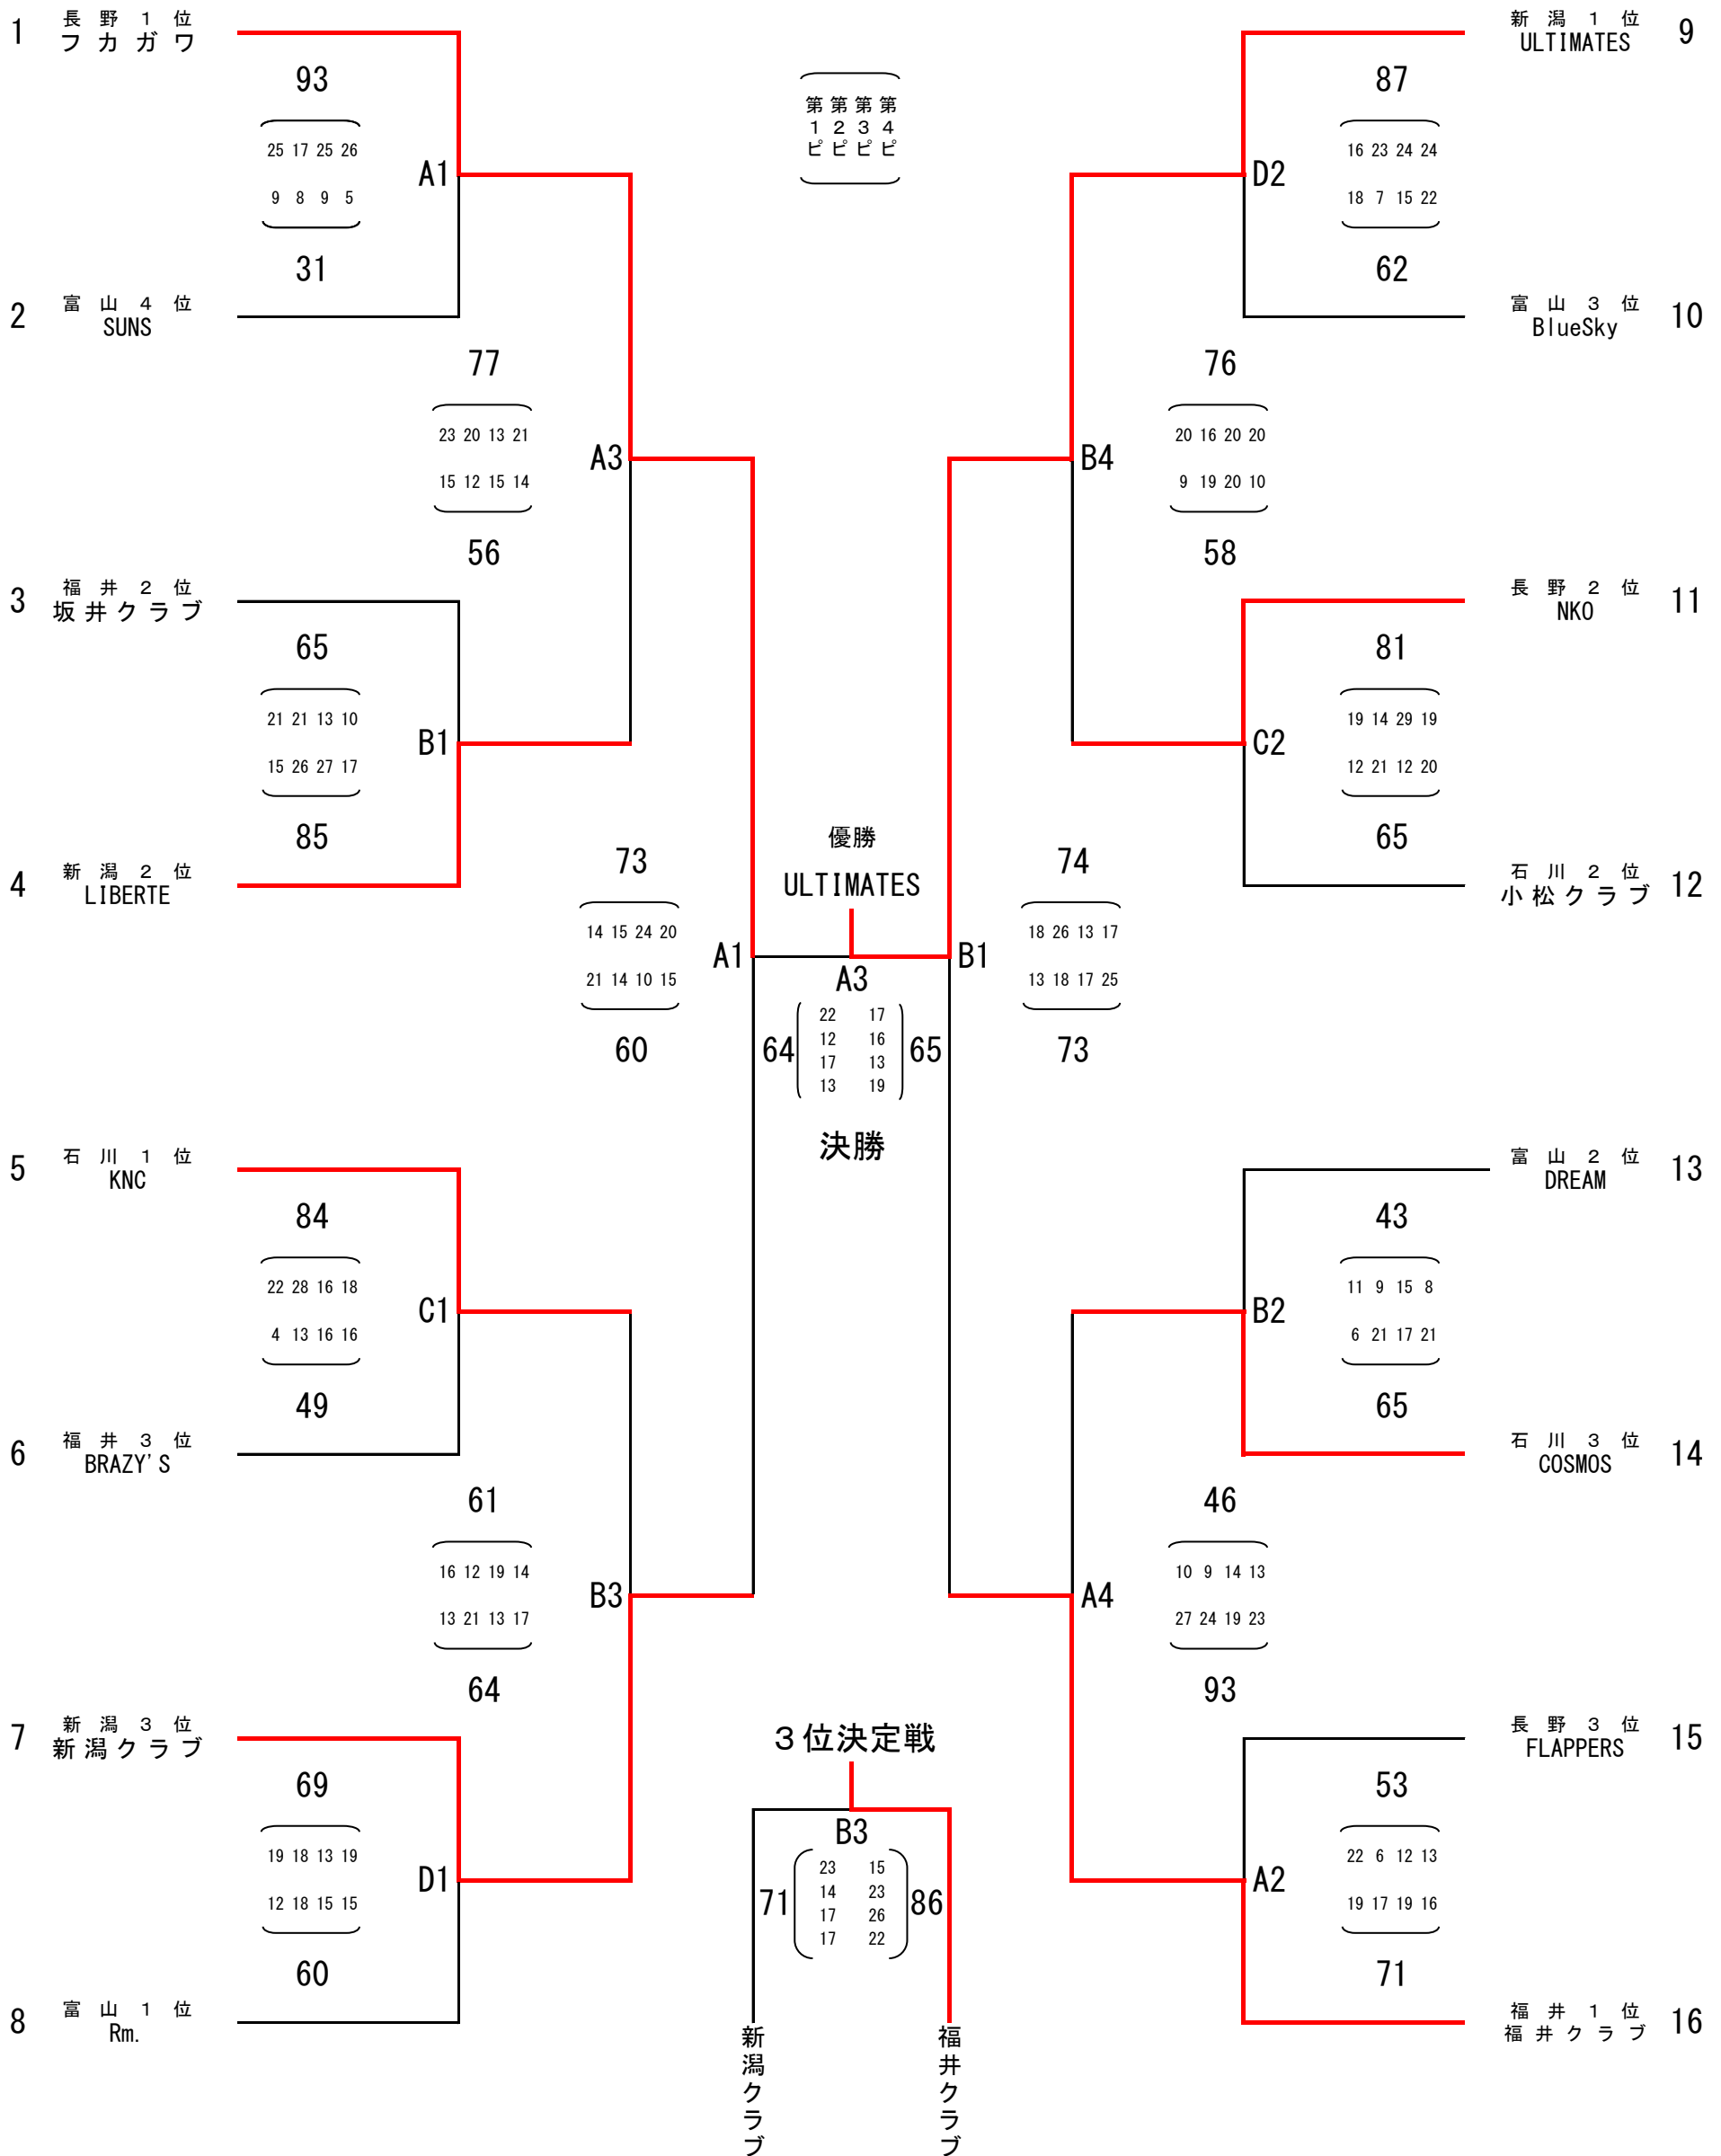 1 長野1位
フカガワ
93
25 17 25 26
9 8 9 5
31
A1
2 富山4位
SUNS
77
23 20 13 21
15 12 15 14
56
A3
3 福井2位
坂井クラブ
65
21 21 13 10
15 26 27 17
85
B1
4 新潟2位
LIBERTE
73
14 15 24 20
21 14 10 15
60
A1
5 石川1位
KNC
84
22 28 16 18
4 13 16 16
49
C1
6 福井3位
BRAZY'S
61
16 12 19 14
13 21 13 17
64
B3
7 新潟3位
新潟クラブ
69
19 18 13 19
12 18 15 15
60
D1
8 富山1位
Rm.
第1ピ
第2ピ
第3ピ
第4ピ
優勝
ULTIMATES
A3
64
22 17
12 16
17 13
13 19
65
決勝
3位決定戦
B3
71
23 15
14 23
17 26
17 22
86
新潟クラブ
福井クラブ
新潟1位 9
ULTIMATES
87
16 23 24 24
18 7 15 22
62
D2
富山3位 10
BlueSky
76
20 16 20 20
9 19 20 10
58
B4
長野2位 11
NKO
81
19 14 29 19
12 21 12 20
65
C2
石川2位 12
小松クラブ
74
18 26 13 17
13 18 17 25
73
B1
富山2位 13
DREAM
43
11 9 15 8
6 21 17 21
65
B2
石川3位 14
COSMOS
46
10 9 14 13
27 24 19 23
93
A4
長野3位 15
FLAPPERS
53
22 6 12 13
19 17 19 16
71
A2
福井1位 16
福井クラブ